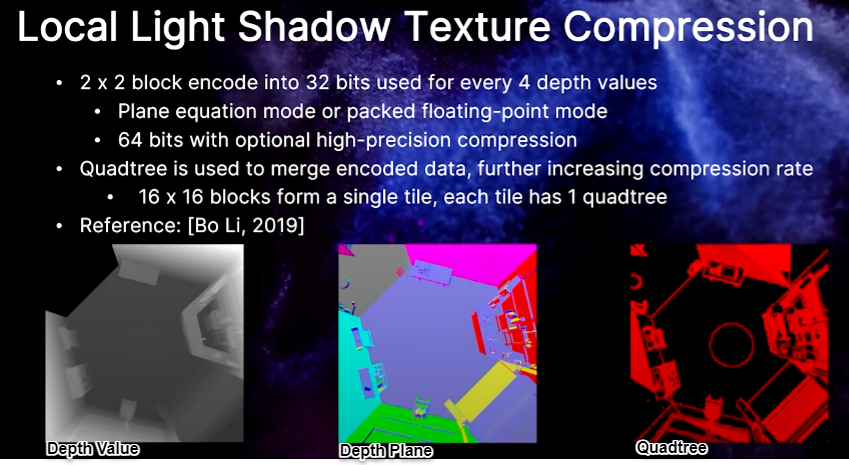 Local Light Shadow Texture Compression
• 2 x 2 block encode into 32 bits used for every 4 depth values
• Plane equation mode or packed floating-point mode
• 64 bits with optional high-precision compression
• Quadtree is used to merge encoded data, further increasing compression rate
• 16 x 16 blocks form a single tile, each tile has 1 quadtree
• Reference: [Bo Li, 2019]
Depth Value
Depth Plane
Quadtree